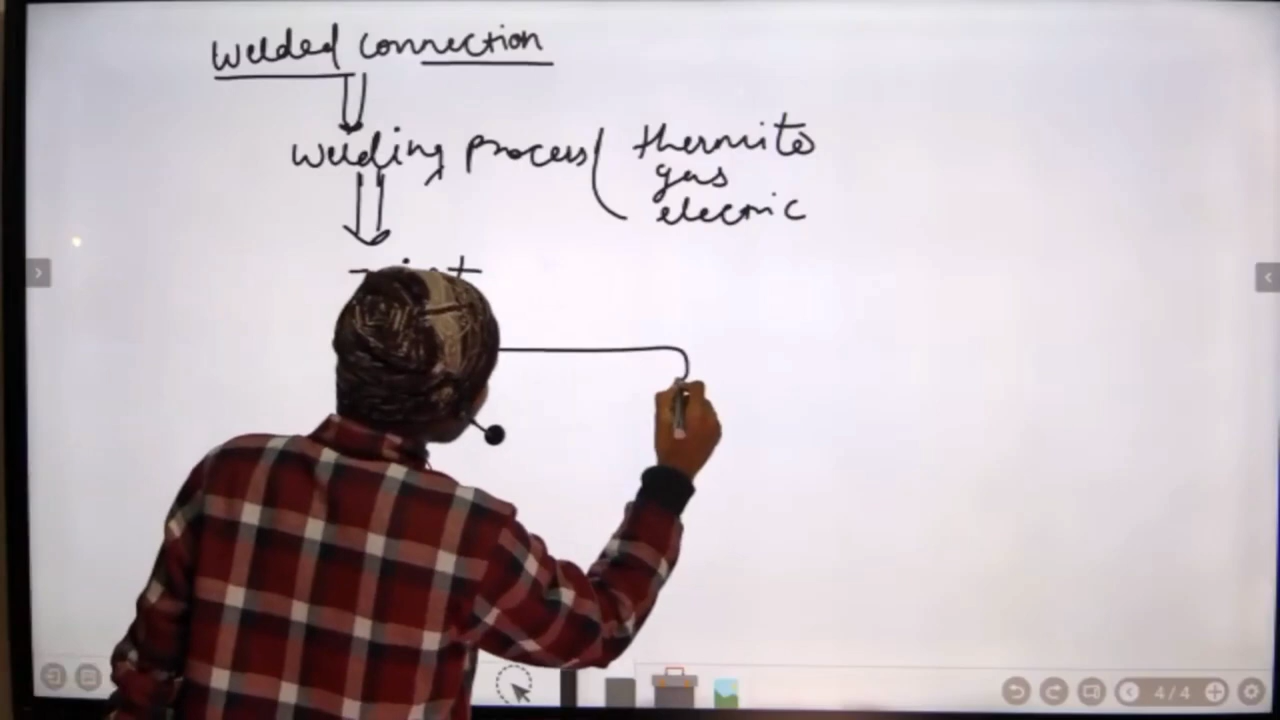 Welded connection
Welding process
thermite
gas
electric
4/4